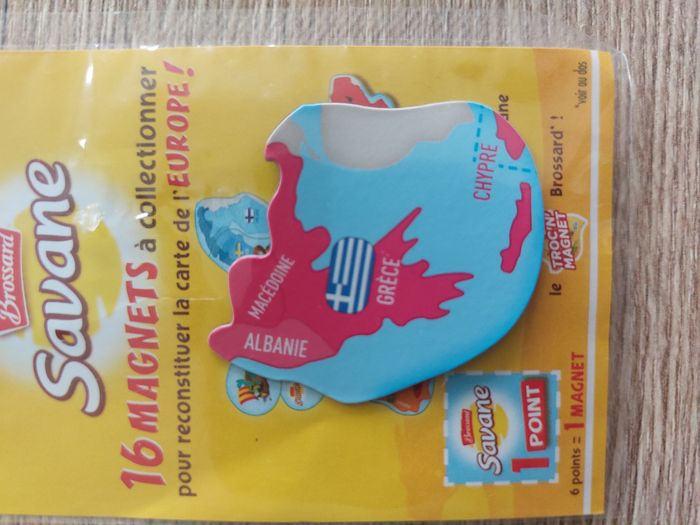 Brossard
Savane
16 MAGNETS à collectionner
pour reconstituer la carte de l'EUROPE !
MACÉDOINE
ALBANIE
GRÈCE
CHYPRE
une
le TROC'N' MAGNET Brossard* !
*voir au dos
Brossard
Savane
1 POINT
6 points = 1 MAGNET